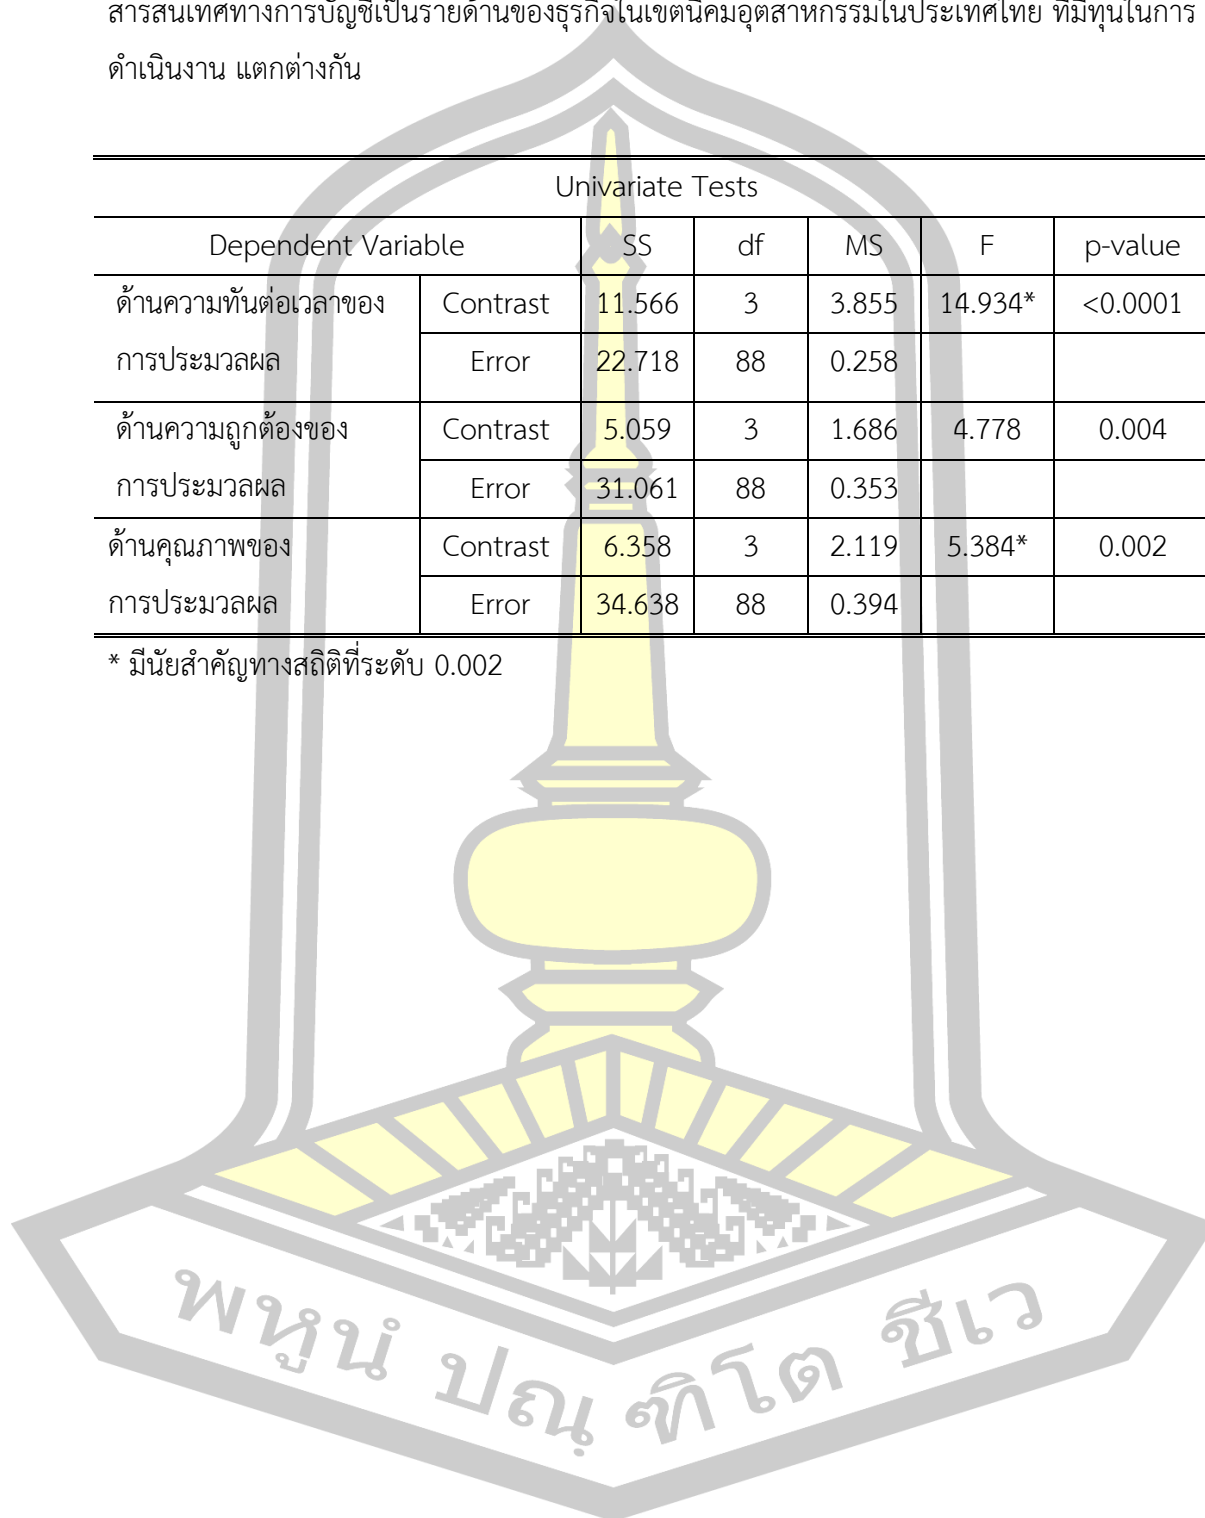 สารสนเทศทางการบัญชีเป็นรายด้านของธุรกิจในเขตนิคมอุตสาหกรรมในประเทศไทย ที่มีทุนในการ
ดำเนินงาน แตกต่างกัน
Univariate Tests
Dependent Variable SS df MS F p-value
ด้านความทันต่อเวลาของ Contrast 11.566 3 3.855 14.934* <0.0001
การประมวลผล Error 22.718 88 0.258
ด้านความถูกต้องของ Contrast 5.059 3 1.686 4.778 0.004
การประมวลผล Error 31.061 88 0.353
ด้านคุณภาพของ Contrast 6.358 3 2.119 5.384* 0.002
การประมวลผล Error 34.638 88 0.394
* มีนัยสำคัญทางสถิติที่ระดับ 0.002
พหูนํ ปณฺฑิโต ชีเว